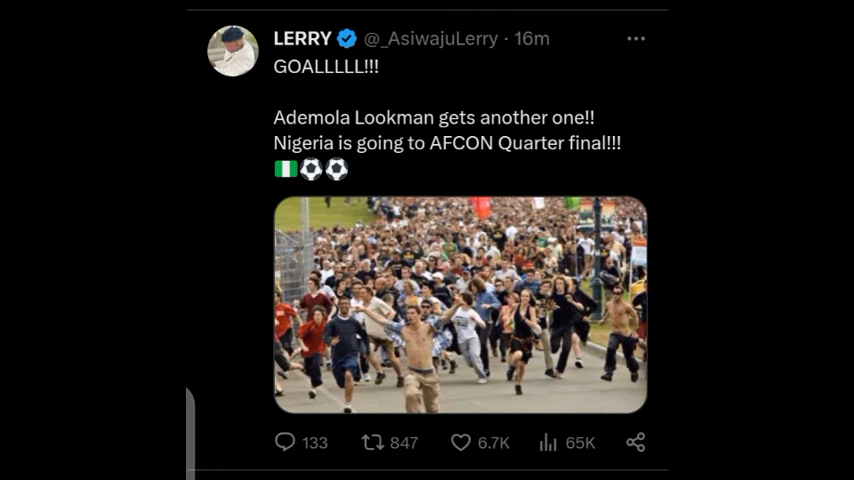 LERRY @_AsiwajuLerry · 16m
GOALLLLL!!!
Ademola Lookman gets another one!!
Nigeria is going to AFCON Quarter final!!!
133 847 6.7K 65K